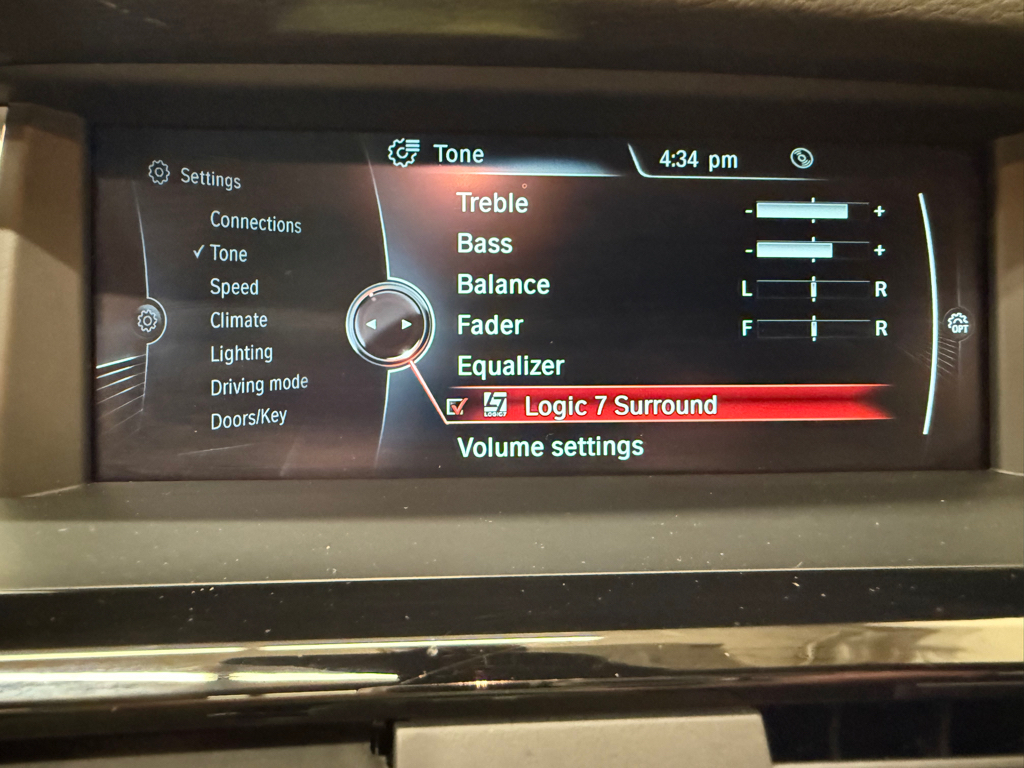 Tone
4:34 pm
Settings
Connections
✓ Tone
Speed
Climate
Lighting
Driving mode
Doors/Key
Treble - +
Bass - +
Balance L R
Fader F R
Equalizer
LOGIC7 Logic 7 Surround
Volume settings
OPT